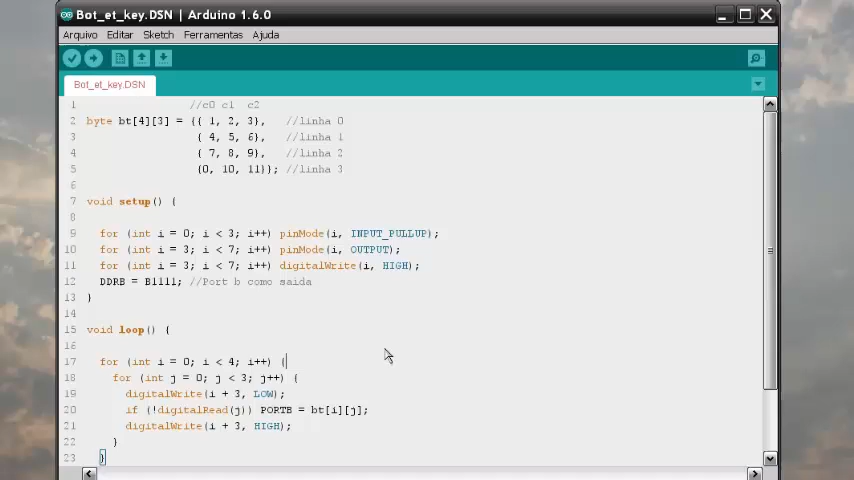 Bot_et_key.DSN | Arduino 1.6.0
Arquivo Editar Sketch Ferramentas Ajuda
Bot_et_key.DSN
1 //c0 c1 c2
2 byte bt[4][3] = {{ 1, 2, 3}, //linha 0
3 { 4, 5, 6}, //linha 1
4 { 7, 8, 9}, //linha 2
5 {0, 10, 11}}; //linha 3
6
7 void setup() {
8
9 for (int i = 0; i < 3; i++) pinMode(i, INPUT_PULLUP);
10 for (int i = 3; i < 7; i++) pinMode(i, OUTPUT);
11 for (int i = 3; i < 7; i++) digitalWrite(i, HIGH);
12 DDRB = B1111; //Port b como saida
13 }
14
15 void loop() {
16
17 for (int i = 0; i < 4; i++) {
18 for (int j = 0; j < 3; j++) {
19 digitalWrite(i + 3, LOW);
20 if (!digitalRead(j)) PORTB = bt[i][j];
21 digitalWrite(i + 3, HIGH);
22 }
23 }